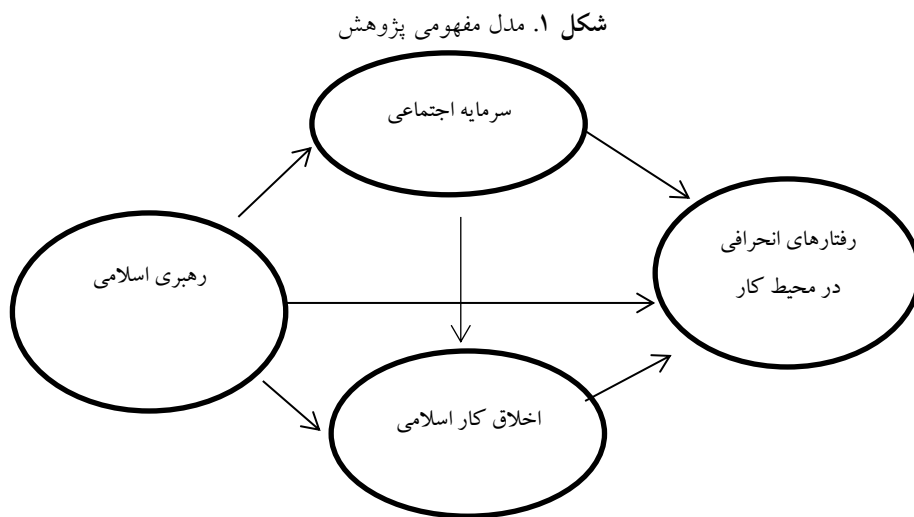 شکل ۱. مدل مفهومی پژوهش
سرمایه اجتماعی
رفتارهای انحرافی
در محیط کار
رهبری اسلامی
اخلاق کار اسلامی